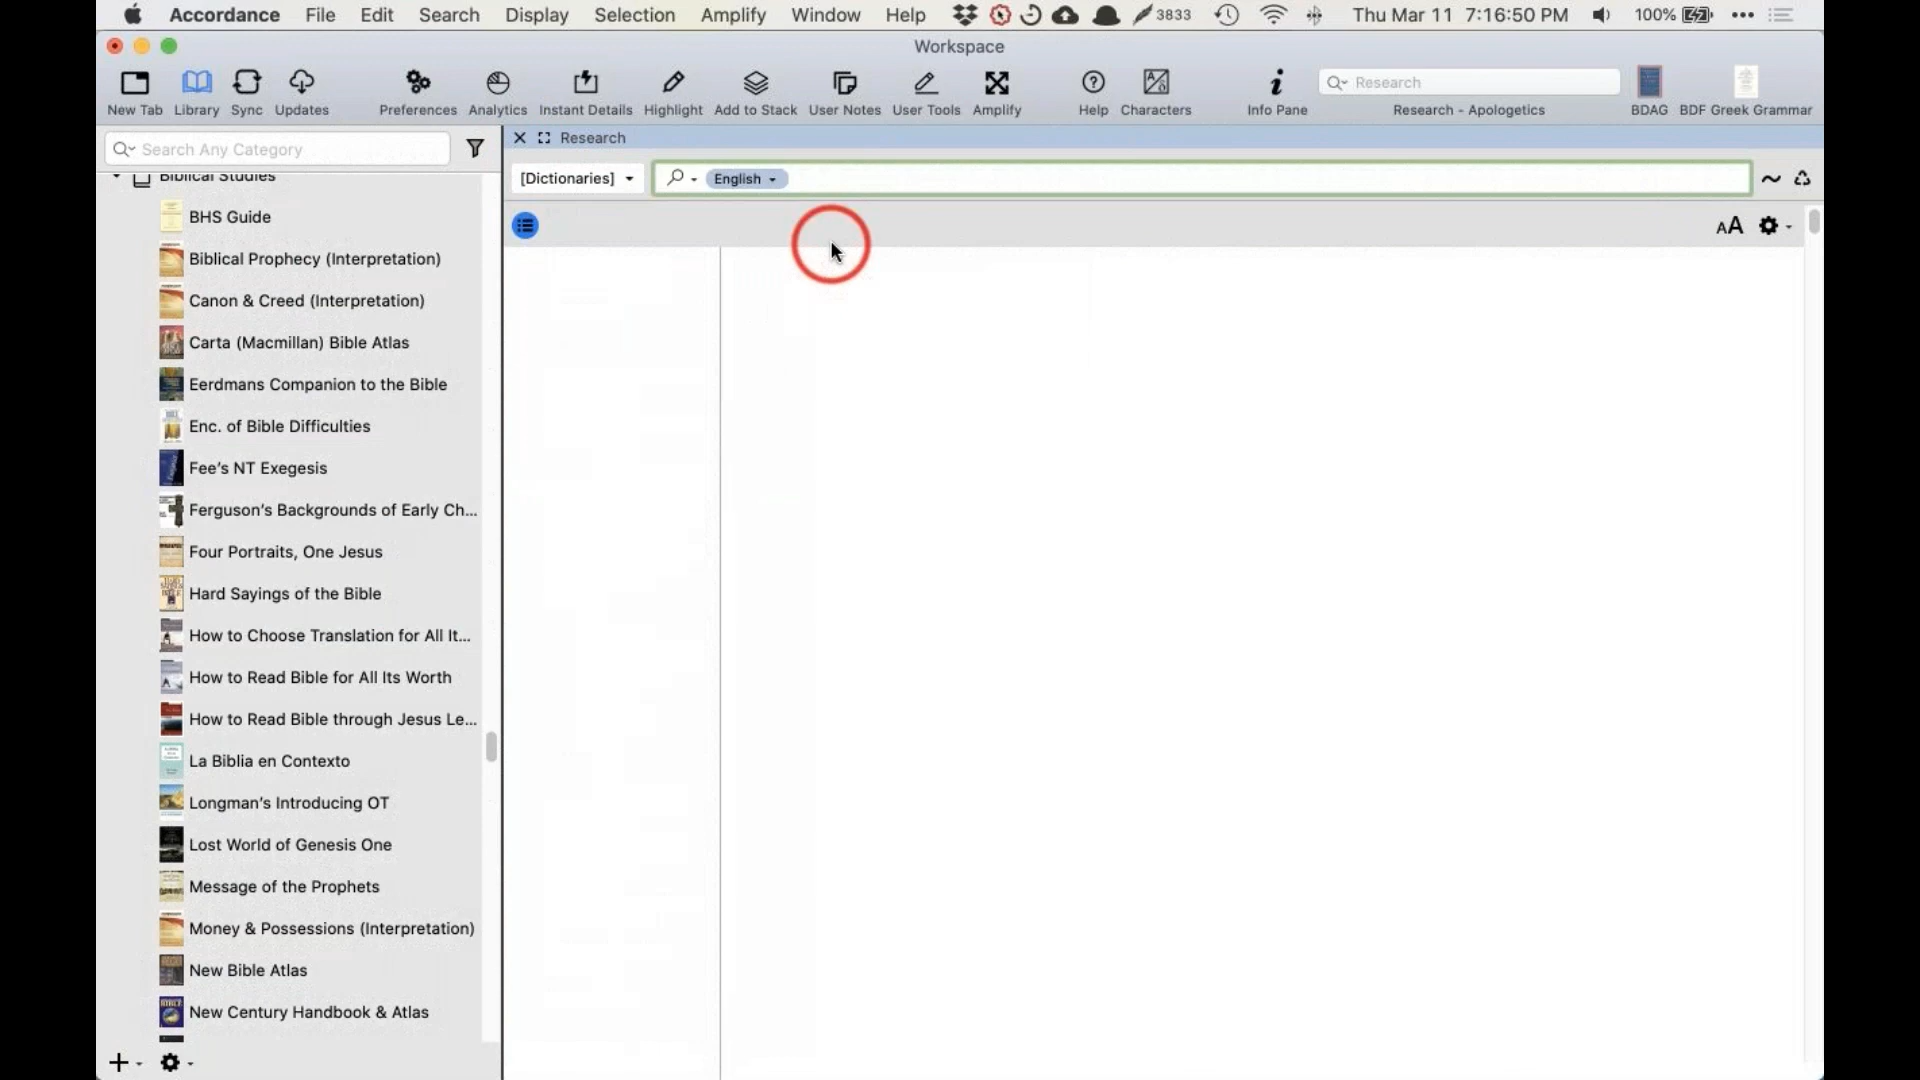 Accordance File Edit Search Display Selection Amplify Window Help 3833 Thu Mar 11 7:16:50 PM 100%
Workspace
New Tab Library Sync Updates Preferences Analytics Instant Details Highlight Add to Stack User Notes User Tools Amplify Help Characters Info Pane Research Research - Apologetics BDAG BDF Greek Grammar
Search Any Category
Research
[Dictionaries] English
AA
Biblical Studies
BHS Guide
Biblical Prophecy (Interpretation)
Canon & Creed (Interpretation)
Carta (Macmillan) Bible Atlas
Eerdmans Companion to the Bible
Enc. of Bible Difficulties
Fee's NT Exegesis
Ferguson's Backgrounds of Early Ch...
Four Portraits, One Jesus
Hard Sayings of the Bible
How to Choose Translation for All It...
How to Read Bible for All Its Worth
How to Read Bible through Jesus Le...
La Biblia en Contexto
Longman's Introducing OT
Lost World of Genesis One
Message of the Prophets
Money & Possessions (Interpretation)
New Bible Atlas
New Century Handbook & Atlas